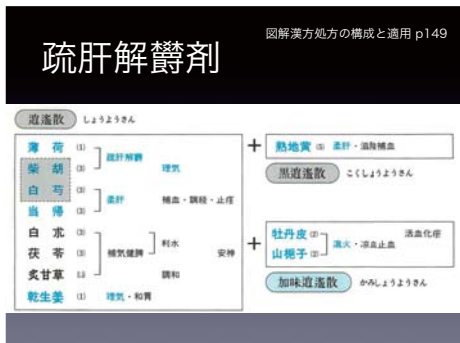 図解漢方処方の構成と適用 p149
疏肝解欝剤
逍遙散 しょうようさん
薄荷 (1) 疏肝解欝 理気
柴胡 (3)
白芍 (3) 柔肝 補血・調経・止痙
当帰 (3)
白朮 (3) 補気健脾 利水 安神
茯苓 (3)
炙甘草 調和
乾生姜 (1) 理気・和胃
+ 熟地黄 (5) 柔肝・滋陰補血
黒逍遙散 こくしょうようさん
+ 牡丹皮 (2) 瀉火・涼血止血 活血化瘀
山梔子 (2)
加味逍遙散 かみしょうようさん